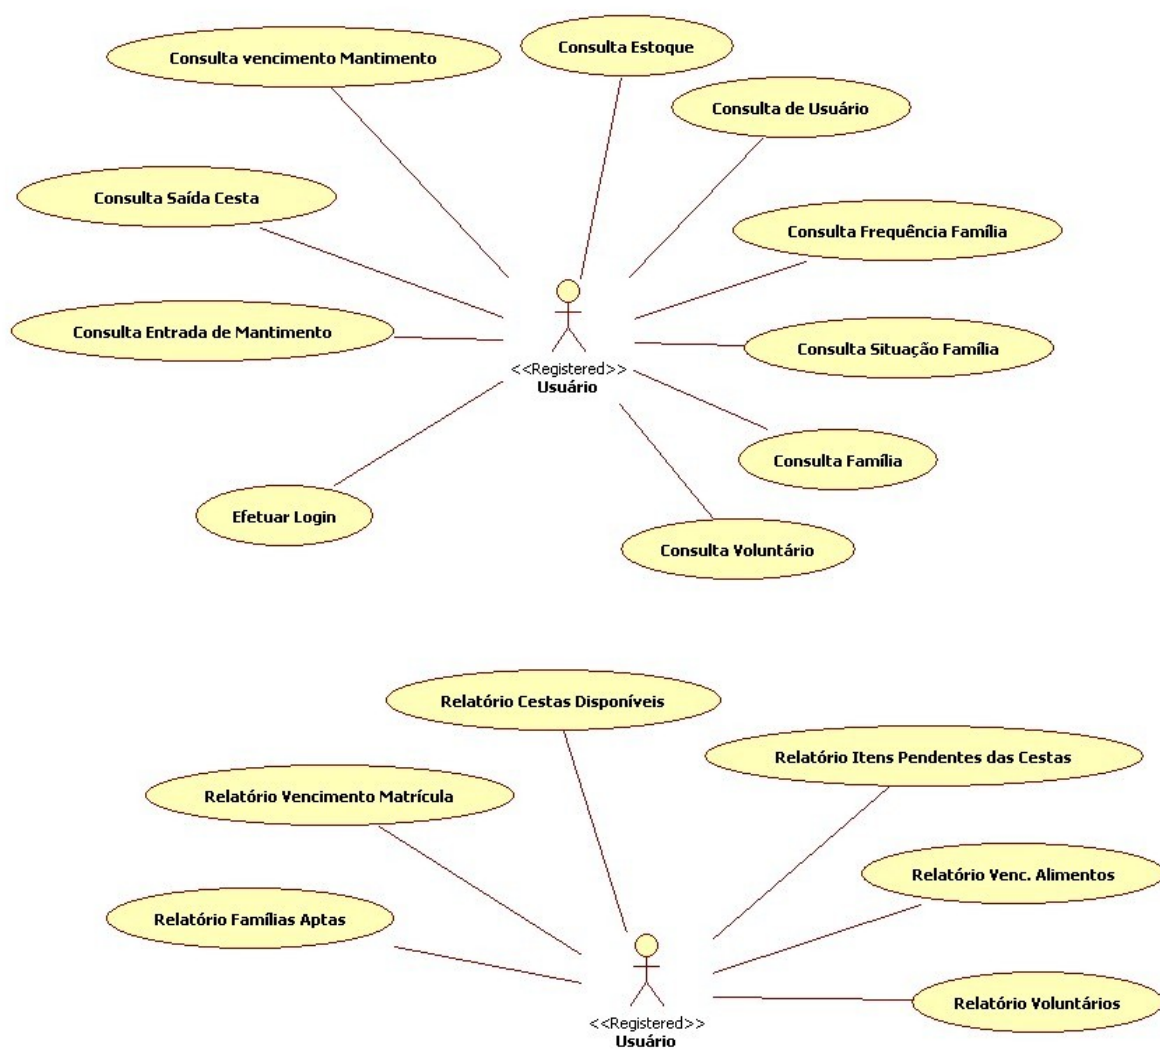 Consulta Estoque
Consulta vencimento Mantimento
Consulta de Usuário
Consulta Saída Cesta
Consulta Frequência Família
Consulta Entrada de Mantimento
Consulta Situação Família
<<Registered>>
Usuário
Consulta Família
Efetuar Login
Consulta Voluntário
Relatório Cestas Disponíveis
Relatório Itens Pendentes das Cestas
Relatório Vencimento Matrícula
Relatório Venc. Alimentos
Relatório Famílias Aptas
Relatório Voluntários
<<Registered>>
Usuário